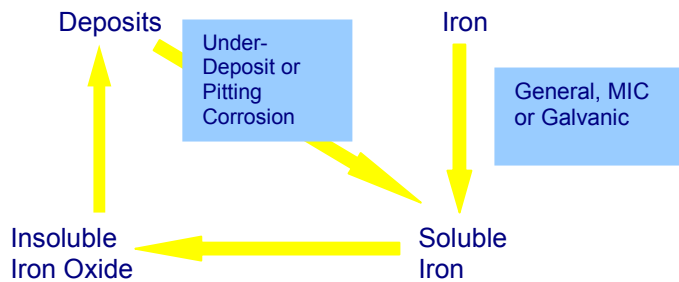 Deposits
Under-
Deposit or
Pitting
Corrosion
Iron
General, MIC
or Galvanic
Insoluble
Iron Oxide
Soluble
Iron